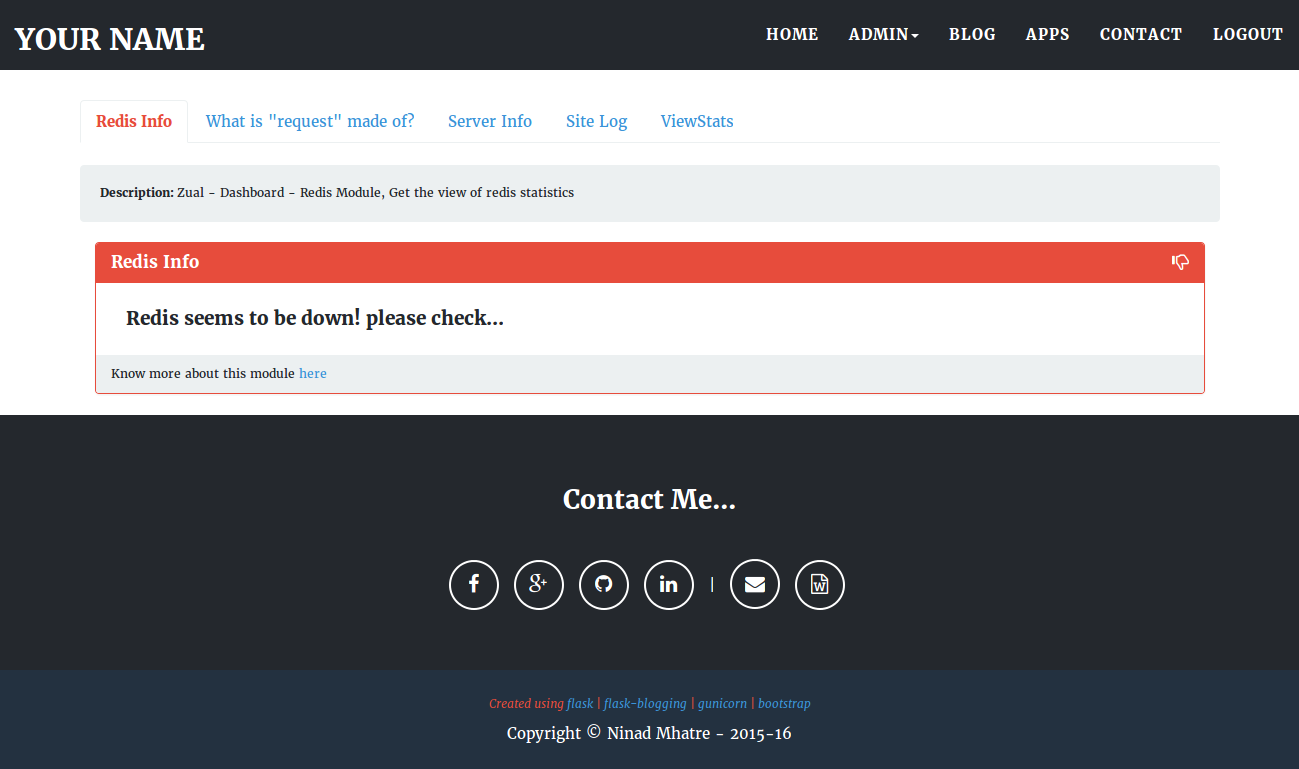 YOUR NAME HOME ADMIN BLOG APPS CONTACT LOGOUT
Redis Info What is "request" made of? Server Info Site Log ViewStats
Description: Zual - Dashboard - Redis Module, Get the view of redis statistics
Redis Info
Redis seems to be down! please check...
Know more about this module here
Contact Me...
|
Created using flask | flask-blogging | gunicorn | bootstrap
Copyright © Ninad Mhatre - 2015-16